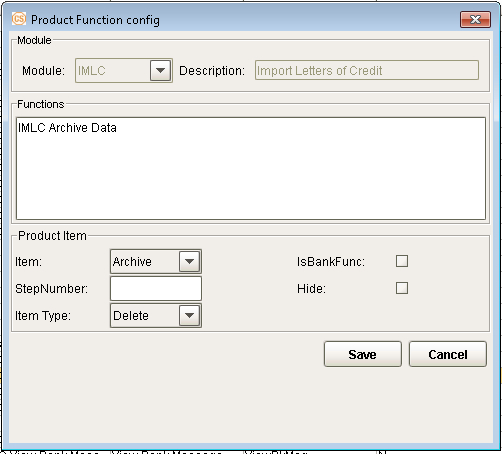 CS Product Function config
Module
Module: IMLC Description: Import Letters of Credit
Functions
IMLC Archive Data
Product Item
Item: Archive IsBankFunc:
StepNumber: Hide:
Item Type: Delete
Save Cancel